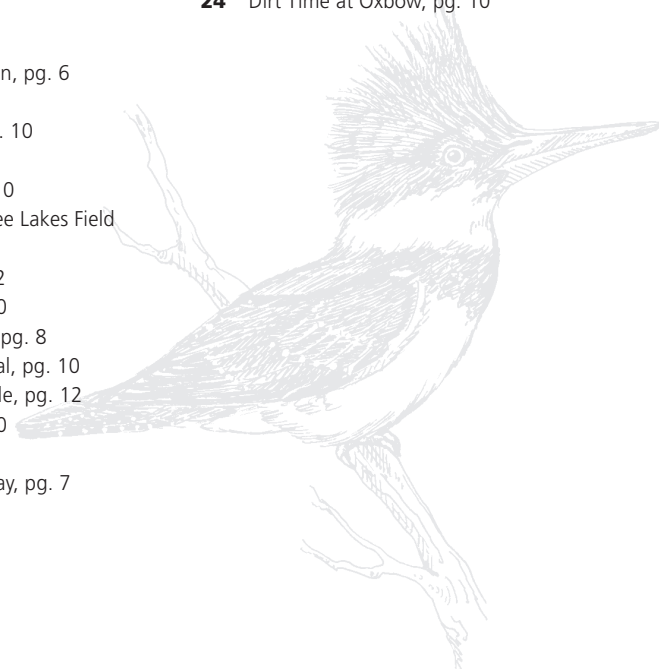 24 Dirt Time at Oxbow, pg. 10
n, pg. 6
. 10
0
ee Lakes Field
2
0
pg. 8
al, pg. 10
le, pg. 12
0
ay, pg. 7